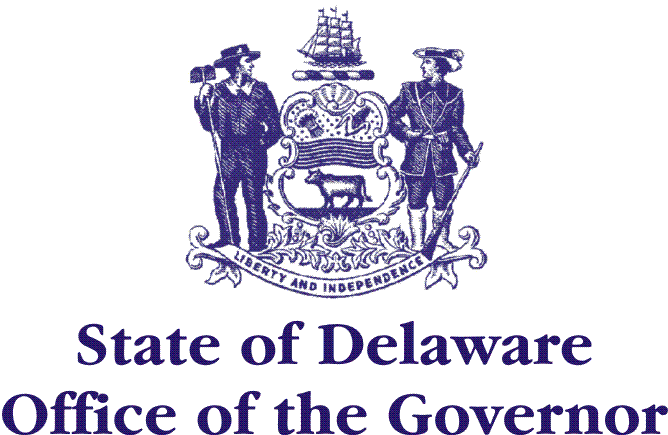 LIBERTY AND INDEPENDENCE
State of Delaware
Office of the Governor